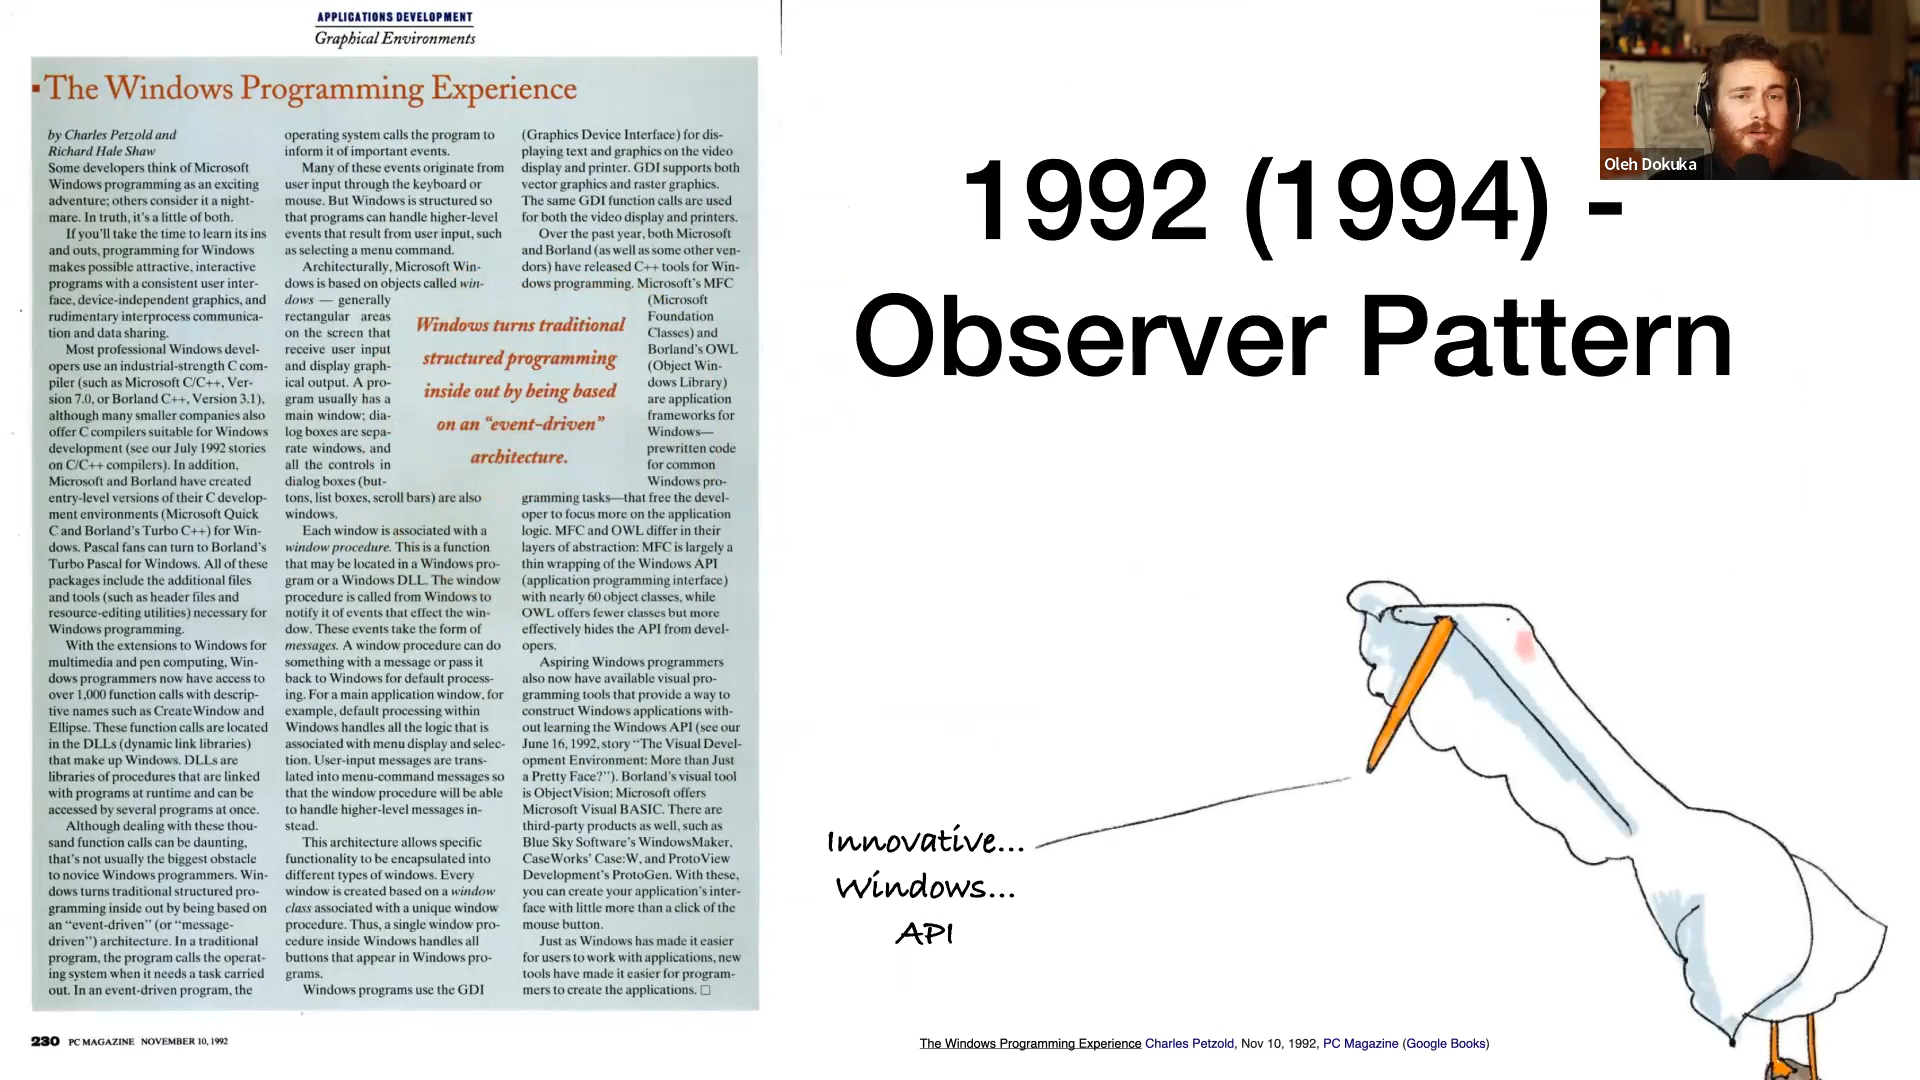 APPLICATIONS DEVELOPMENT
Graphical Environments
The Windows Programming Experience
by Charles Petzold and
Richard Hale Shaw
Some developers think of Microsoft
Windows programming as an exciting
adventure; others consider it a night-
mare. In truth, it's a little of both.
If you'll take the time to learn its ins
and outs, programming for Windows
makes possible attractive, interactive
programs with a consistent user inter-
face, device-independent graphics, and
rudimentary interprocess communica-
tion and data sharing.
Most professional Windows devel-
opers use an industrial-strength C com-
piler (such as Microsoft C/C++, Ver-
sion 7.0, or Borland C++, Version 3.1),
although many smaller companies also
offer C compilers suitable for Windows
development (see our July 1992 stories
on C/C++ compilers). In addition,
Microsoft and Borland have created
entry-level versions of their C develop-
ment environments (Microsoft Quick
C and Borland's Turbo C++) for Win-
dows. Pascal fans can turn to Borland's
Turbo Pascal for Windows. All of these
packages include the additional files
and tools (such as header files and
resource-editing utilities) necessary for
Windows programming.
With the extensions to Windows for
multimedia and pen computing, Win-
dows programmers now have access to
over 1,000 function calls with descrip-
tive names such as CreateWindow and
Ellipse. These function calls are located
in the DLLs (dynamic link libraries)
that make up Windows. DLLs are
libraries of procedures that are linked
with programs at runtime and can be
accessed by several programs at once.
Although dealing with these thou-
sand function calls can be daunting,
that's not usually the biggest obstacle
to novice Windows programmers. Win-
dows turns traditional structured pro-
gramming inside out by being based on
an "event-driven" (or "message-
driven") architecture. In a traditional
program, the program calls the operat-
ing system when it needs a task carried
out. In an event-driven program, the
operating system calls the program to
inform it of important events.
Many of these events originate from
user input through the keyboard or
mouse. But Windows is structured so
that programs can handle higher-level
events that result from user input, such
as selecting a menu command.
Architecturally, Microsoft Win-
dows is based on objects called win-
dows — generally
rectangular areas
on the screen that
receive user input
and display graph-
ical output. A pro-
gram usually has a
main window; dia-
log boxes are sepa-
rate windows, and
all the controls in
dialog boxes (but-
tons, list boxes, scroll bars) are also
windows.
Each window is associated with a
window procedure. This is a function
that may be located in a Windows pro-
gram or a Windows DLL. The window
procedure is called from Windows to
notify it of events that effect the win-
dow. These events take the form of
messages. A window procedure can do
something with a message or pass it
back to Windows for default process-
ing. For a main application window, for
example, default processing within
Windows handles all the logic that is
associated with menu display and selec-
tion. User-input messages are trans-
lated into menu-command messages so
that the window procedure will be able
to handle higher-level messages in-
stead.
This architecture allows specific
functionality to be encapsulated into
different types of windows. Every
window is created based on a window
class associated with a unique window
procedure. Thus, a single window pro-
cedure inside Windows handles all
buttons that appear in Windows pro-
grams.
Windows programs use the GDI
Windows turns traditional
structured programming
inside out by being based
on an "event-driven"
architecture.
(Graphics Device Interface) for dis-
playing text and graphics on the video
display and printer. GDI supports both
vector graphics and raster graphics.
The same GDI function calls are used
for both the video display and printers.
Over the past year, both Microsoft
and Borland (as well as some other ven-
dors) have released C++ tools for Win-
dows programming. Microsoft's MFC
(Microsoft
Foundation
Classes) and
Borland's OWL
(Object Win-
dows Library)
are application
frameworks for
Windows—
prewritten code
for common
Windows pro-
gramming tasks—that free the devel-
oper to focus more on the application
logic. MFC and OWL differ in their
layers of abstraction: MFC is largely a
thin wrapping of the Windows API
(application programming interface)
with nearly 60 object classes, while
OWL offers fewer classes but more
effectively hides the API from devel-
opers.
Aspiring Windows programmers
also now have available visual pro-
gramming tools that provide a way to
construct Windows applications with-
out learning the Windows API (see our
June 16, 1992, story "The Visual Devel-
opment Environment: More than Just
a Pretty Face?"). Borland's visual tool
is ObjectVision; Microsoft offers
Microsoft Visual BASIC. There are
third-party products as well, such as
Blue Sky Software's WindowsMaker,
CaseWorks' Case:W, and ProtoView
Development's ProtoGen. With these,
you can create your application's inter-
face with little more than a click of the
mouse button.
Just as Windows has made it easier
for users to work with applications, new
tools have made it easier for program-
mers to create the applications.
230 PC MAGAZINE NOVEMBER 10, 1992
1992 (1994) -
Observer Pattern
Oleh Dokuka
Innovative...
Windows...
API
The Windows Programming Experience Charles Petzold, Nov 10, 1992, PC Magazine (Google Books)